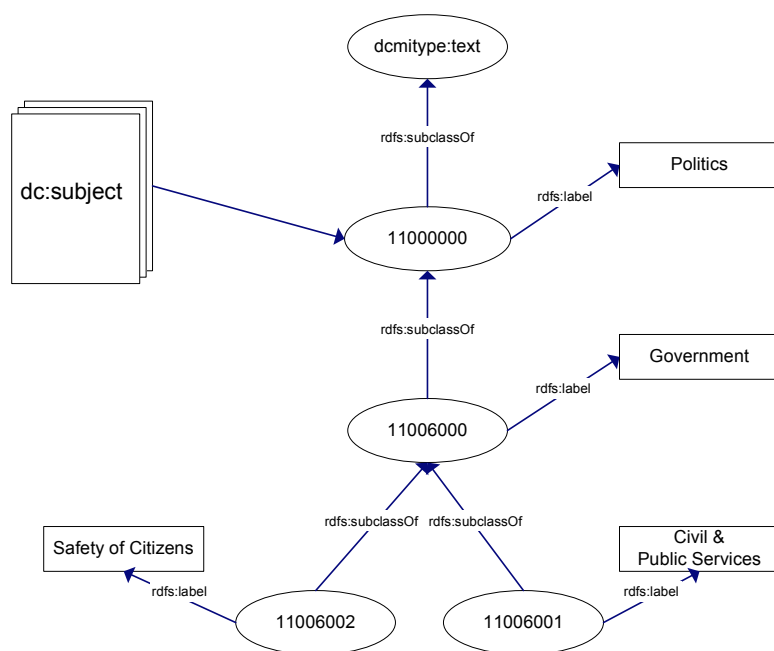 dcmitype:text
rdfs:subclassOf
Politics
dc:subject
rdfs:label
11000000
rdfs:subclassOf
Government
rdfs:label
11006000
rdfs:subclassOf
rdfs:subclassOf
Safety of Citizens
Civil &
Public Services
rdfs:label
rdfs:label
11006002
11006001